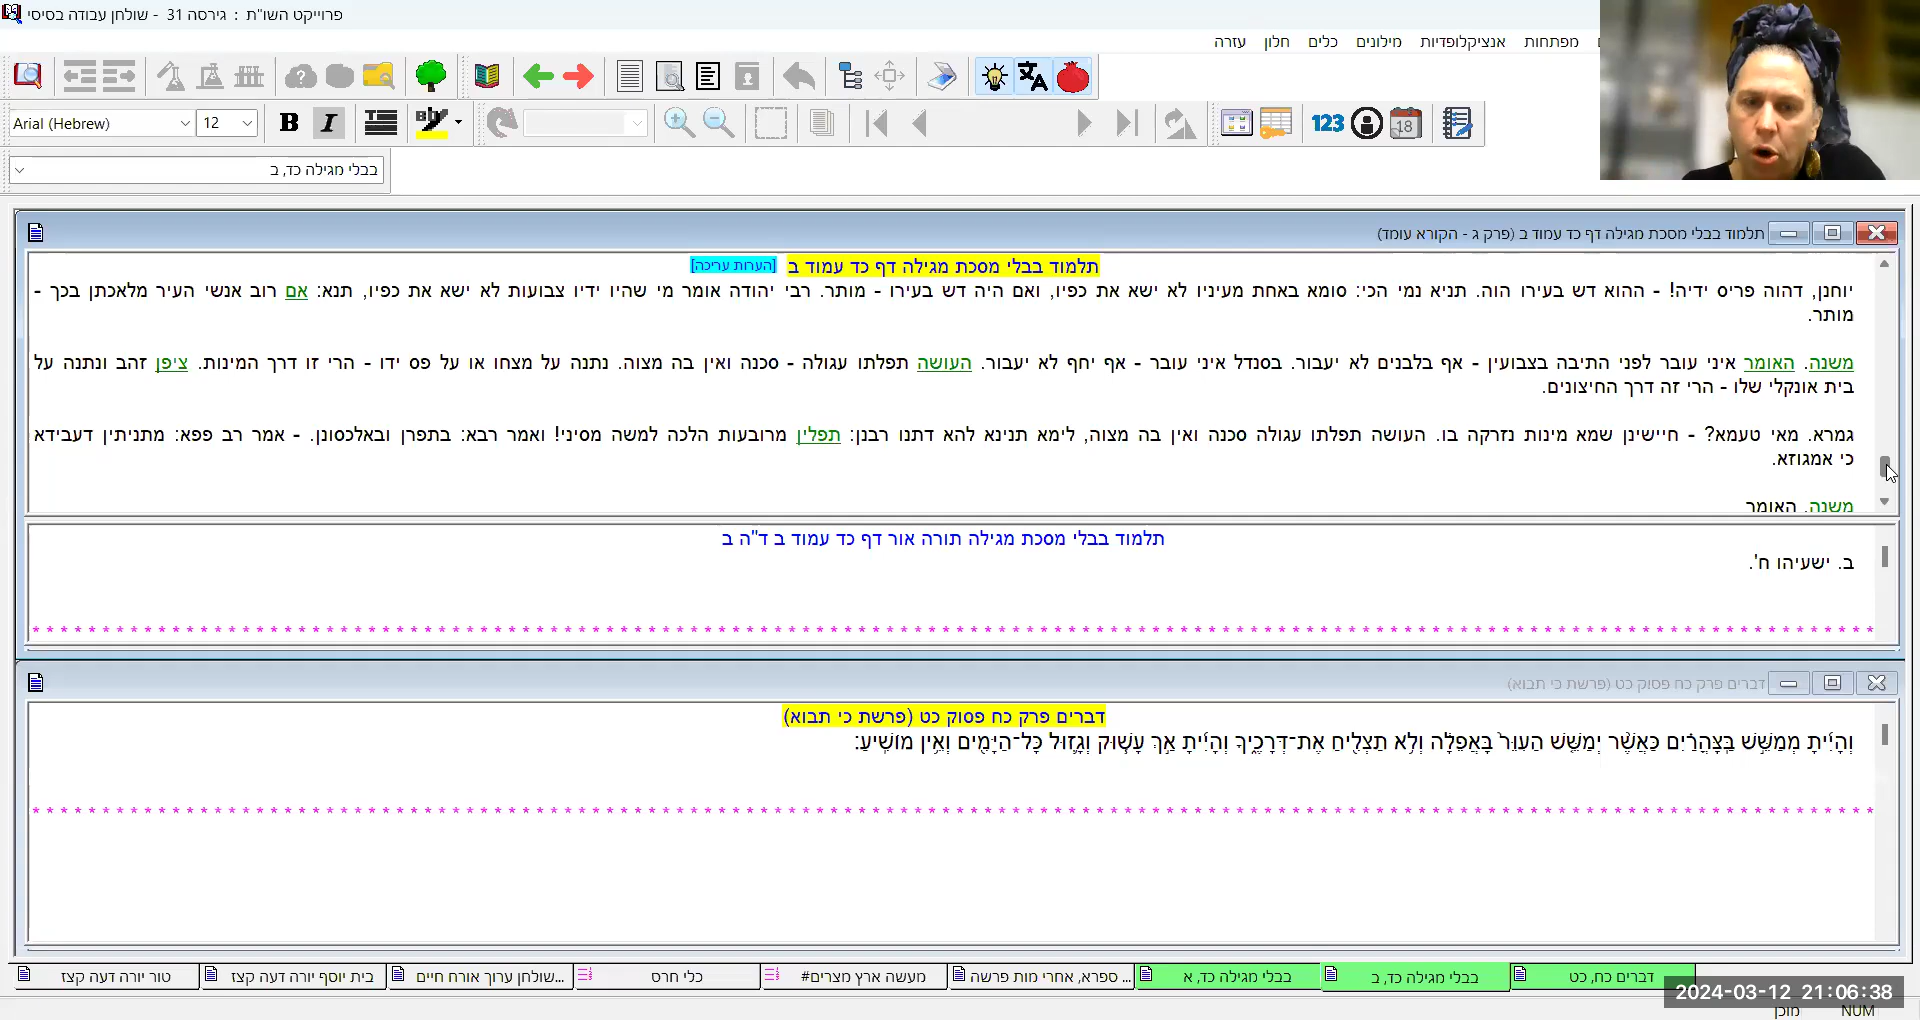 פרוייקט השו"ת : גירסה 31 - שולחן עבודה בסיסי
מפתחות אנציקלופדיות מילונים כלים חלון עזרה
Arial (Hebrew) 12 B I 123 18
בבלי מגילה כד, ב
תלמוד בבלי מסכת מגילה דף כד עמוד ב (פרק ג - הקורא עומד)
תלמוד בבלי מסכת מגילה דף כד עמוד ב [הערות עריכה]
יוחנן, דהוה פריס ידיה! - ההוא דש בעירו הוה. תניא נמי הכי: סומא באחת מעיניו לא ישא את כפיו, ואם היה דש בעירו - מותר. רבי יהודה אומר מי שהיו ידיו צבועות לא ישא את כפיו, תנא: אם רוב אנשי העיר מלאכתן בכך -
מותר.
משנה. האומר איני עובר לפני התיבה בצבועין - אף בלבנים לא יעבור. בסנדל איני עובר - אף יחף לא יעבור. העושה תפלתו עגולה - סכנה ואין בה מצוה. נתנה על מצחו או על פס ידו - הרי זו דרך המינות. ציפן זהב ונתנה על
בית אונקלי שלו - הרי זה דרך החיצונים.
גמרא. מאי טעמא? - חיישינן שמא מינות נזרקה בו. העושה תפלתו עגולה סכנה ואין בה מצוה, לימא תנינא להא דתנו רבנן: תפלין מרובעות הלכה למשה מסיני! ואמר רבא: בתפרן ובאלכסונן. - אמר רב פפא: מתניתין דעבידא
כי אמגוזא.
משנה. האומר
תלמוד בבלי מסכת מגילה תורה אור דף כד עמוד ב ד"ה ב
ב. ישעיהו ח'.
דברים פרק כח פסוק כט (פרשת כי תבוא)
דברים פרק כח פסוק כט (פרשת כי תבוא)
וְהָיִ֜יתָ מְמַשֵּׁ֣שׁ בַּֽצָּהֳרַ֗יִם כַּאֲשֶׁ֨ר יְמַשֵּׁ֤שׁ הַעִוֵּר֙ בָּאֲפֵלָ֔ה וְלֹ֥א תַצְלִ֖יחַ אֶת־דְּרָכֶ֑יךָ וְהָיִ֜יתָ אַ֣ךְ עָשׁ֧וּק וְגָז֛וּל כָּל־הַיָּמִ֖ים וְאֵ֥ין מוֹשִֽׁיעַ:
דברים כח, כט בבלי מגילה כד, ב בבלי מגילה כד, א ספרא, אחרי מות פרשה ... מעשה ארץ מצרים# כלי חרס שולחן ערוך אורח חיים... בית יוסף יורה דעה קצז טור יורה דעה קצז
2024-03-12 21:06:38
מוכן NUM